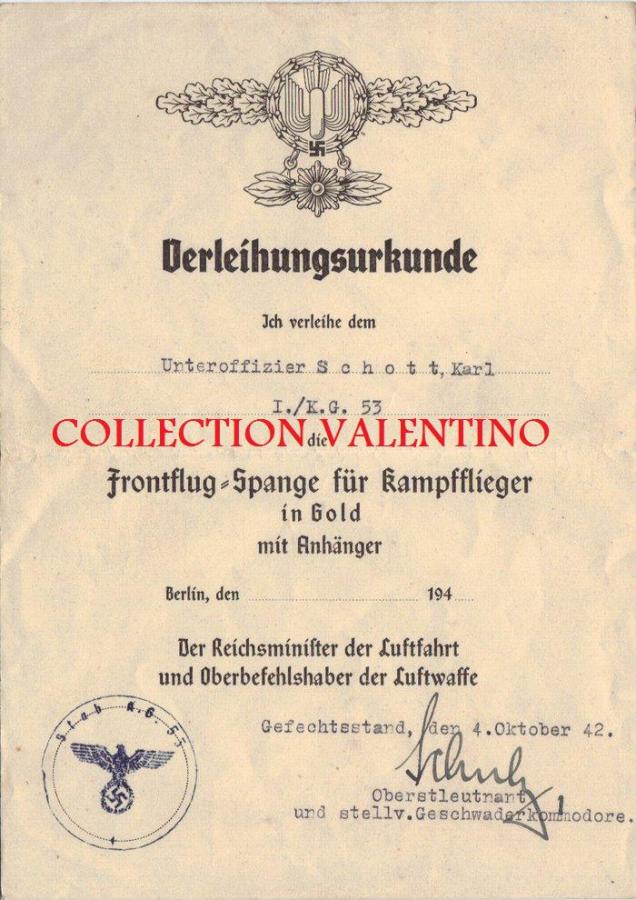 Verleihungsurkunde
Ich verleihe dem
Unteroffizier S c h o t t, Karl
I./K.G. 53
COLLECTION VALENTINO
die
Frontflug-Spange für Kampfflieger
in Gold
mit Anhänger
Berlin, den 194
Der Reichsminister der Luftfahrt
und Oberbefehlshaber der Luftwaffe
Gefechtsstand, den 4.Oktober 42.
Stab K.G. 53
Oberstleutnant
und stellv.Geschwaderkommodore.